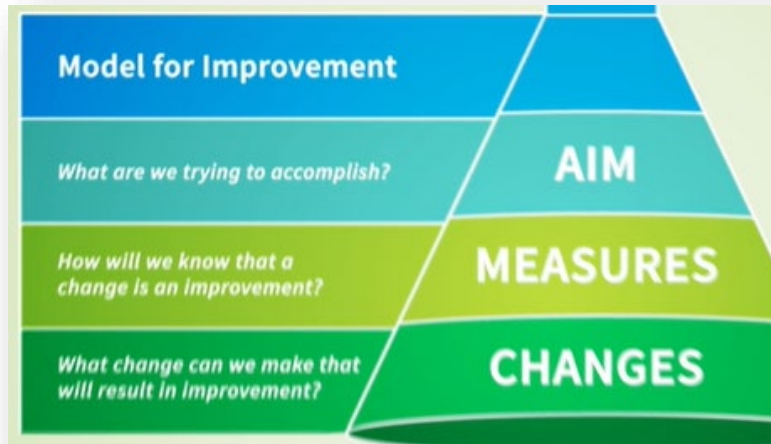 Model for Improvement
What are we trying to accomplish?
AIM
How will we know that a
change is an improvement?
MEASURES
What change can we make that
will result in improvement?
CHANGES